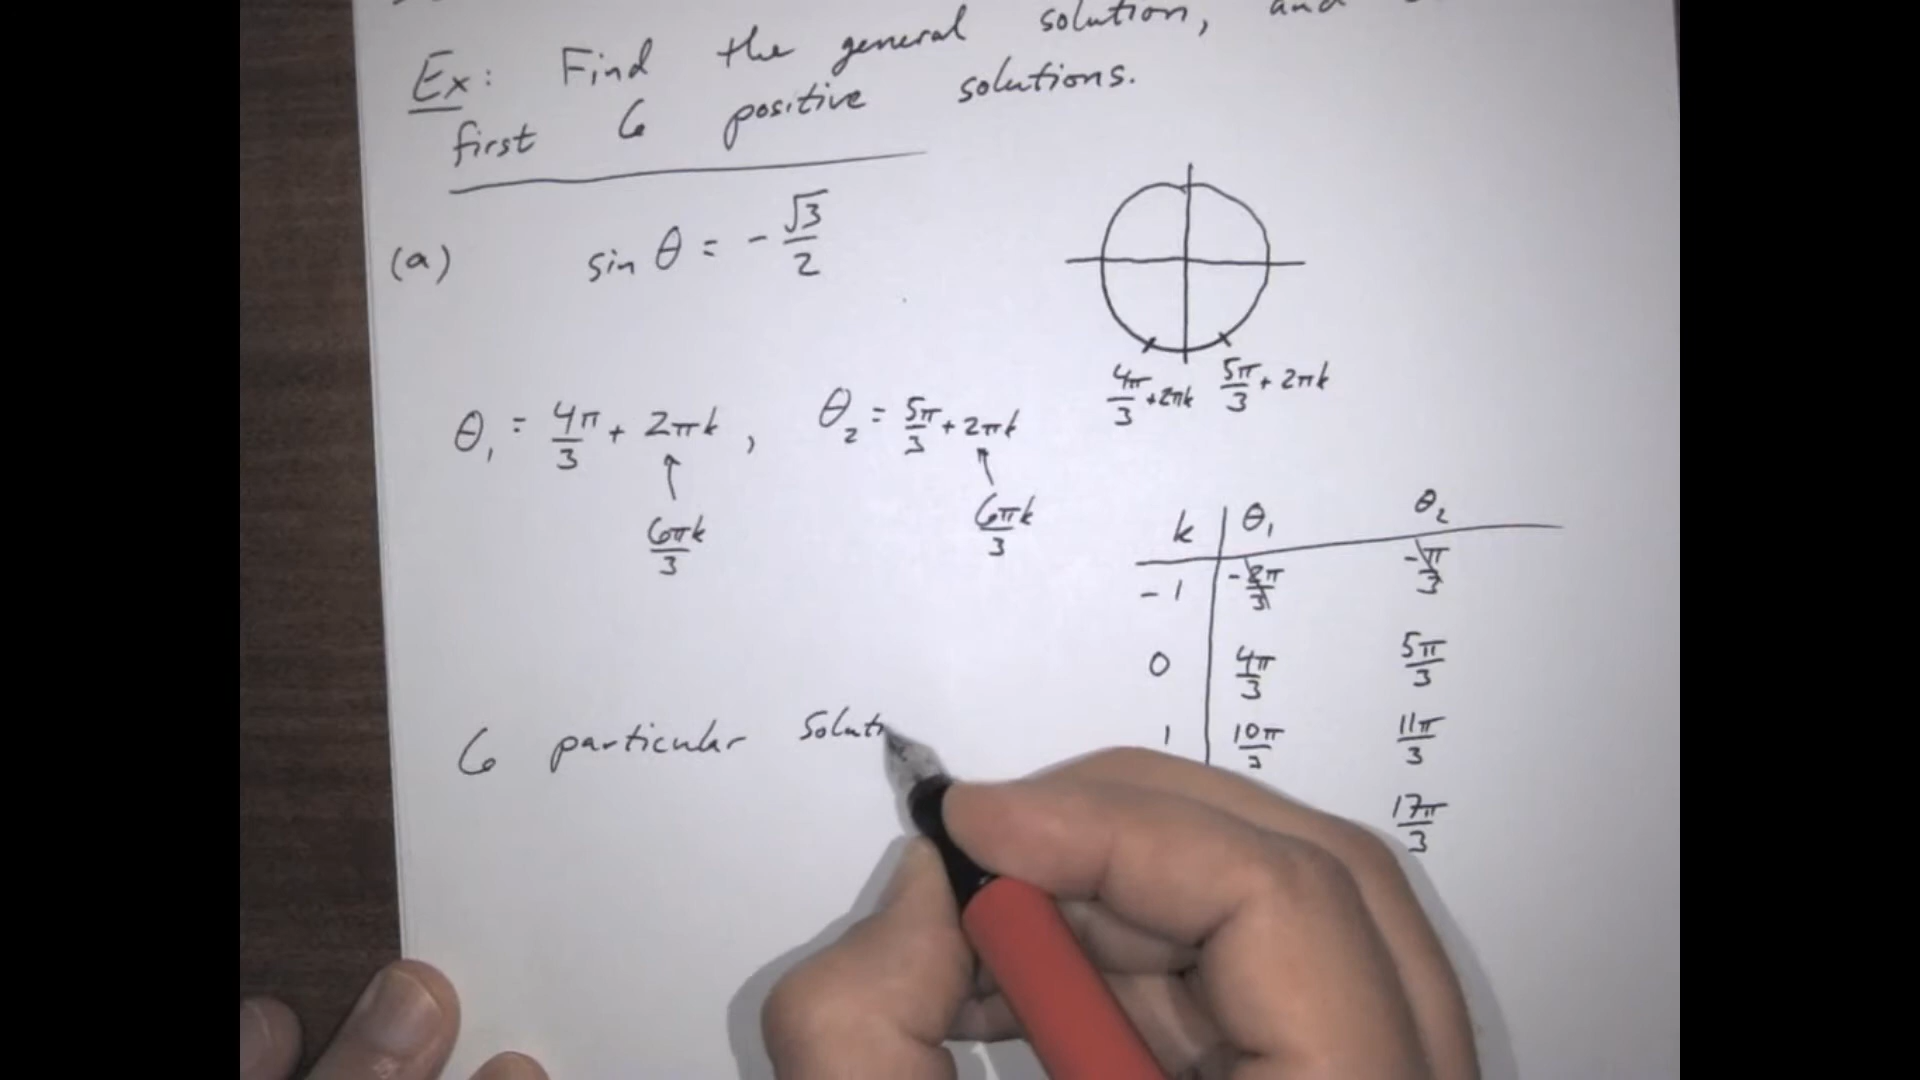 Ex: Find the general solution, and
first 6 positive solutions.
(a) sin θ = -√3/2
4π/3 + 2πk 5π/3 + 2πk
θ₁ = 4π/3 + 2πk, θ₂ = 5π/3 + 2πk
↑ ↑
6πk/3 6πk/3
k θ₁ θ₂
-1 -2π/3 -π/3
0 4π/3 5π/3
1 10π/3 11π/3
17π/3
6 particular Soluti